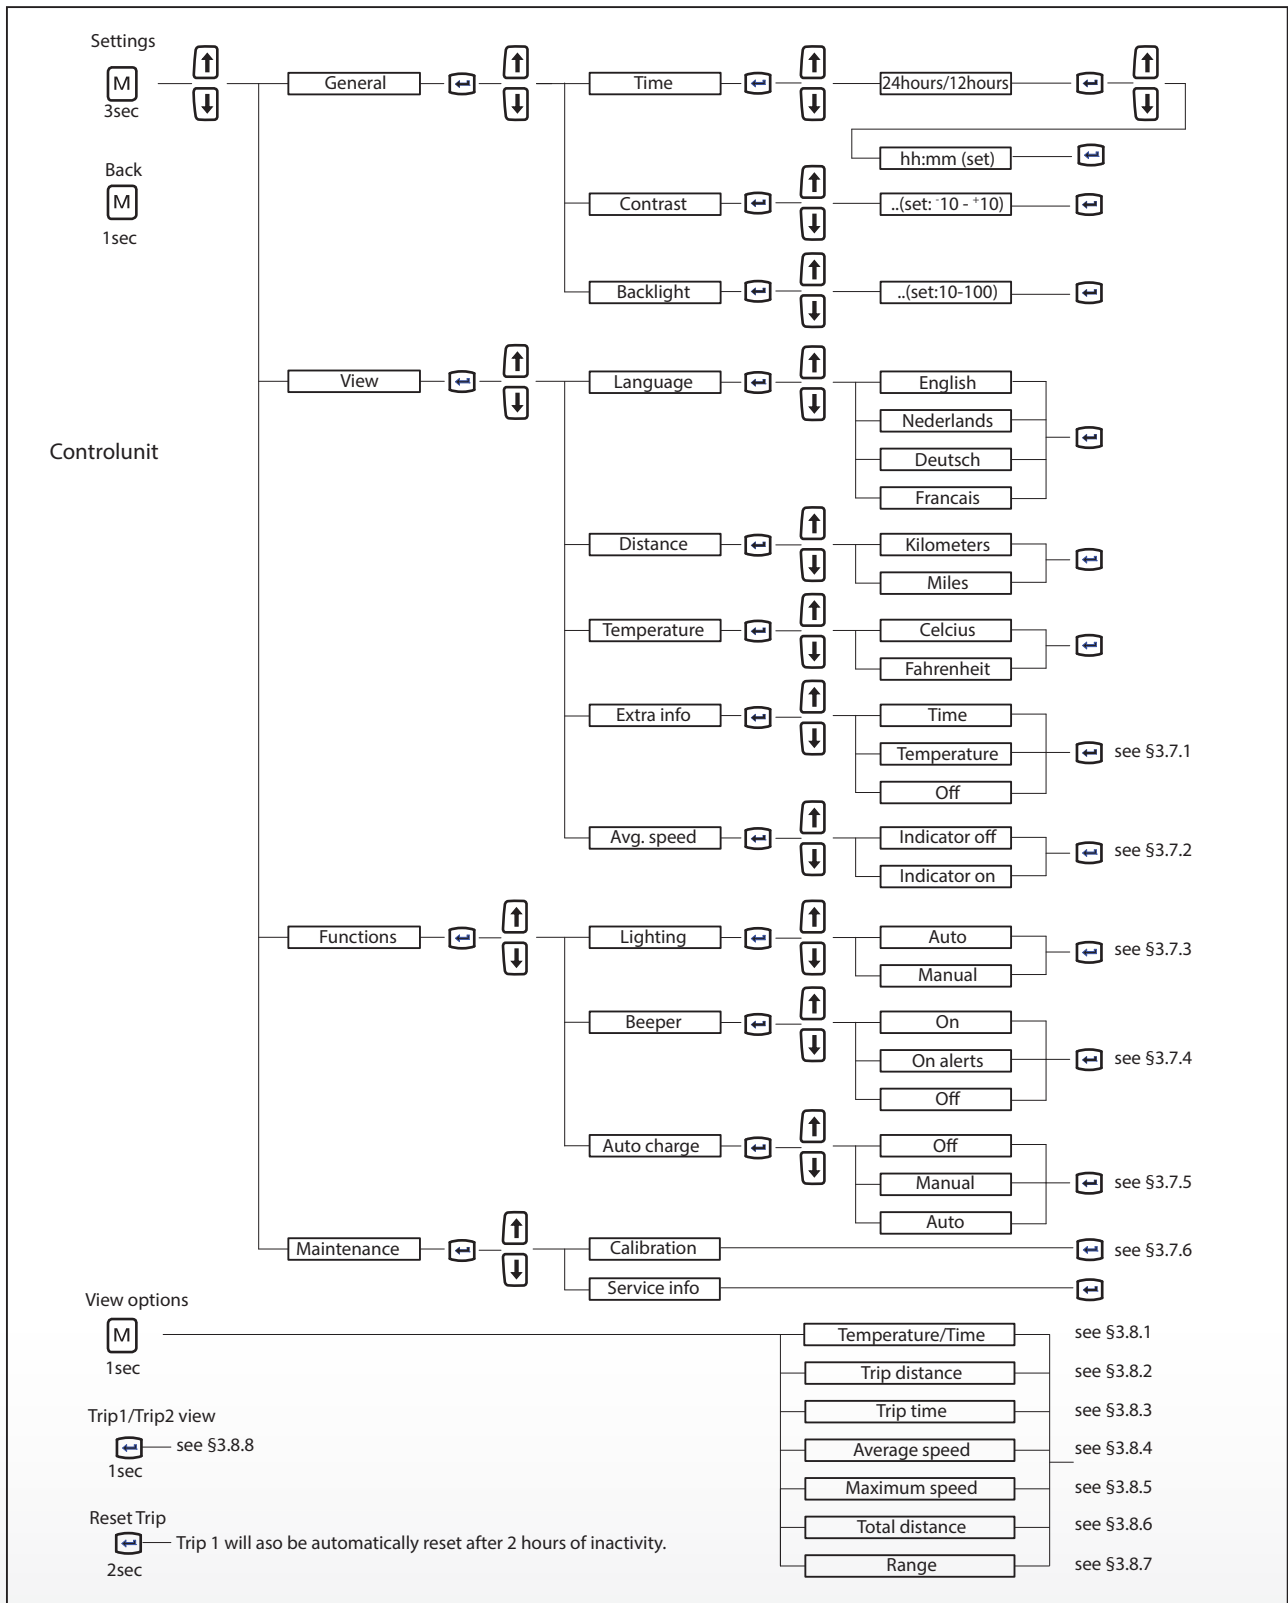 Settings
M
3sec
General
Time
24hours/12hours
hh:mm (set)
Back
M
1sec
Contrast
..(set: -10 - +10)
Backlight
..(set:10-100)
View
Language
English
Nederlands
Deutsch
Francais
Controlunit
Distance
Kilometers
Miles
Temperature
Celcius
Fahrenheit
Extra info
Time
Temperature
Off
see §3.7.1
Avg. speed
Indicator off
Indicator on
see §3.7.2
Functions
Lighting
Auto
Manual
see §3.7.3
Beeper
On
On alerts
Off
see §3.7.4
Auto charge
Off
Manual
Auto
see §3.7.5
Maintenance
Calibration
see §3.7.6
Service info
View options
M
1sec
Temperature/Time
see §3.8.1
Trip distance
see §3.8.2
Trip time
see §3.8.3
Average speed
see §3.8.4
Maximum speed
see §3.8.5
Total distance
see §3.8.6
Range
see §3.8.7
Trip1/Trip2 view
see §3.8.8
1sec
Reset Trip
Trip 1 will aso be automatically reset after 2 hours of inactivity.
2sec